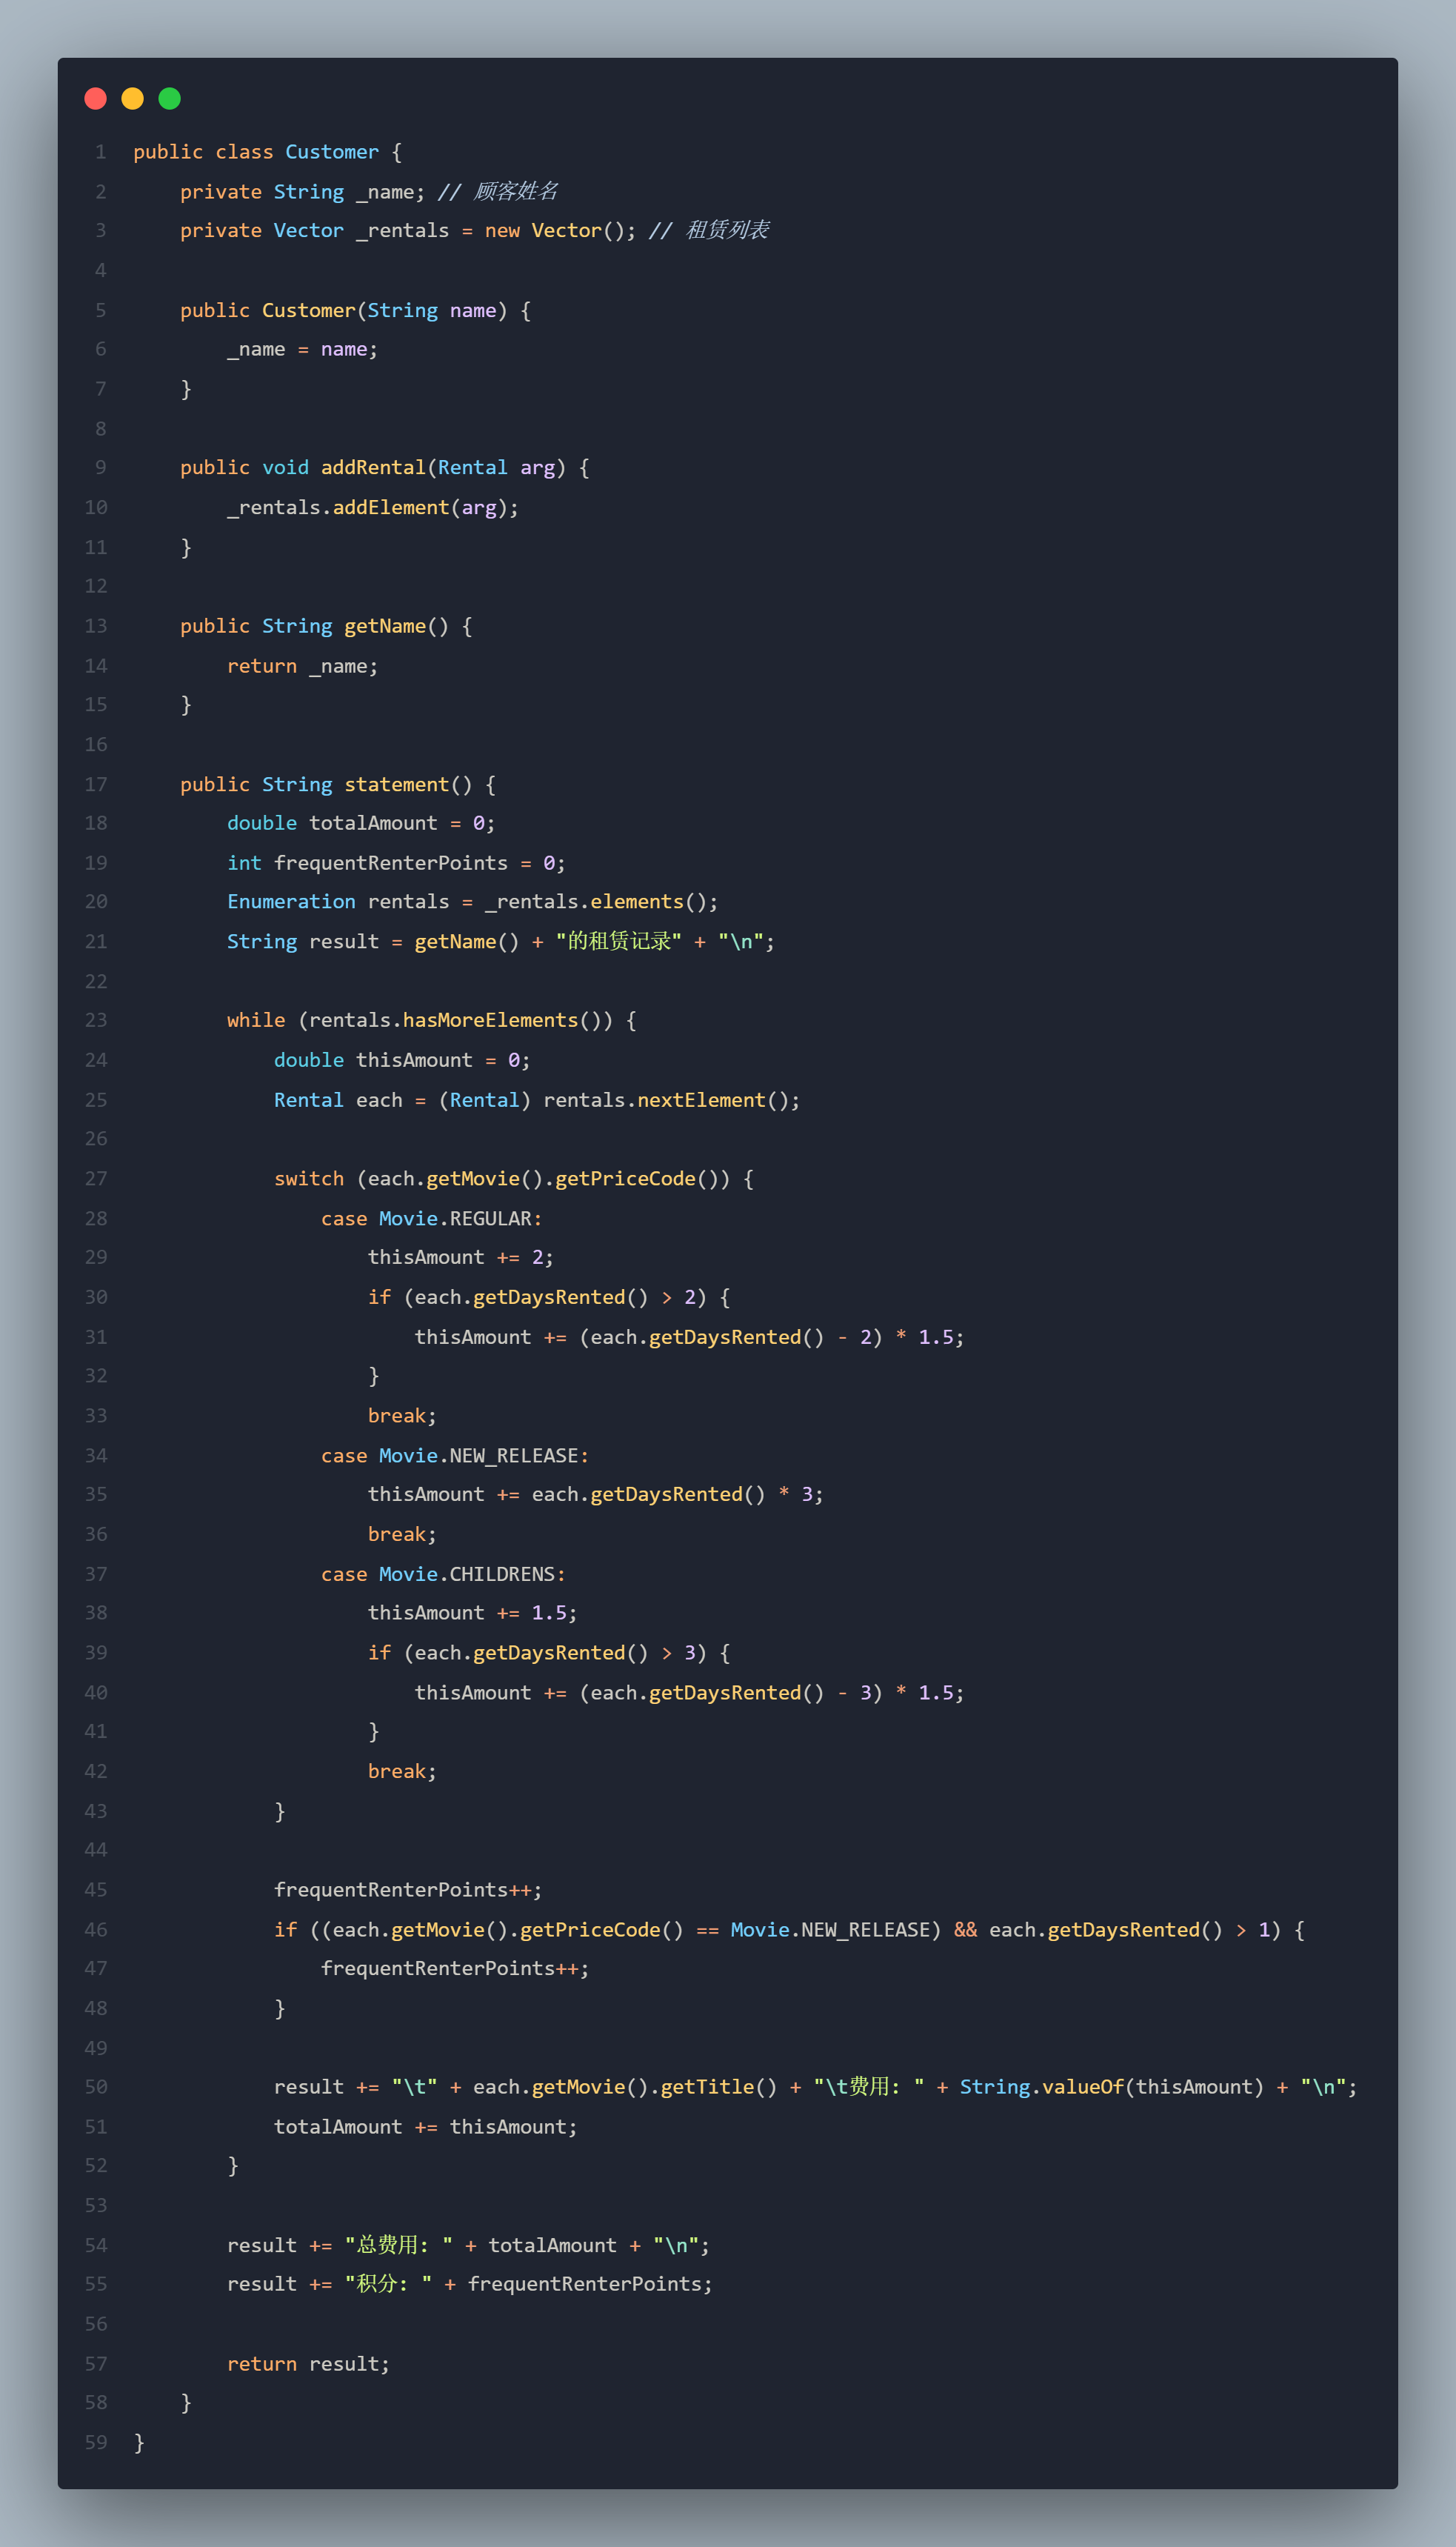 1 public class Customer {
2     private String _name; // 顾客姓名
3     private Vector _rentals = new Vector(); // 租赁列表
4
5     public Customer(String name) {
6         _name = name;
7     }
8
9     public void addRental(Rental arg) {
10         _rentals.addElement(arg);
11     }
12
13     public String getName() {
14         return _name;
15     }
16
17     public String statement() {
18         double totalAmount = 0;
19         int frequentRenterPoints = 0;
20         Enumeration rentals = _rentals.elements();
21         String result = getName() + "的租赁记录" + "\n";
22
23         while (rentals.hasMoreElements()) {
24             double thisAmount = 0;
25             Rental each = (Rental) rentals.nextElement();
26
27             switch (each.getMovie().getPriceCode()) {
28                 case Movie.REGULAR:
29                     thisAmount += 2;
30                     if (each.getDaysRented() > 2) {
31                         thisAmount += (each.getDaysRented() - 2) * 1.5;
32                     }
33                     break;
34                 case Movie.NEW_RELEASE:
35                     thisAmount += each.getDaysRented() * 3;
36                     break;
37                 case Movie.CHILDRENS:
38                     thisAmount += 1.5;
39                     if (each.getDaysRented() > 3) {
40                         thisAmount += (each.getDaysRented() - 3) * 1.5;
41                     }
42                     break;
43             }
44
45             frequentRenterPoints++;
46             if ((each.getMovie().getPriceCode() == Movie.NEW_RELEASE) && each.getDaysRented() > 1) {
47                 frequentRenterPoints++;
48             }
49
50             result += "\t" + each.getMovie().getTitle() + "\t费用: " + String.valueOf(thisAmount) + "\n";
51             totalAmount += thisAmount;
52         }
53
54         result += "总费用: " + totalAmount + "\n";
55         result += "积分: " + frequentRenterPoints;
56
57         return result;
58     }
59 }